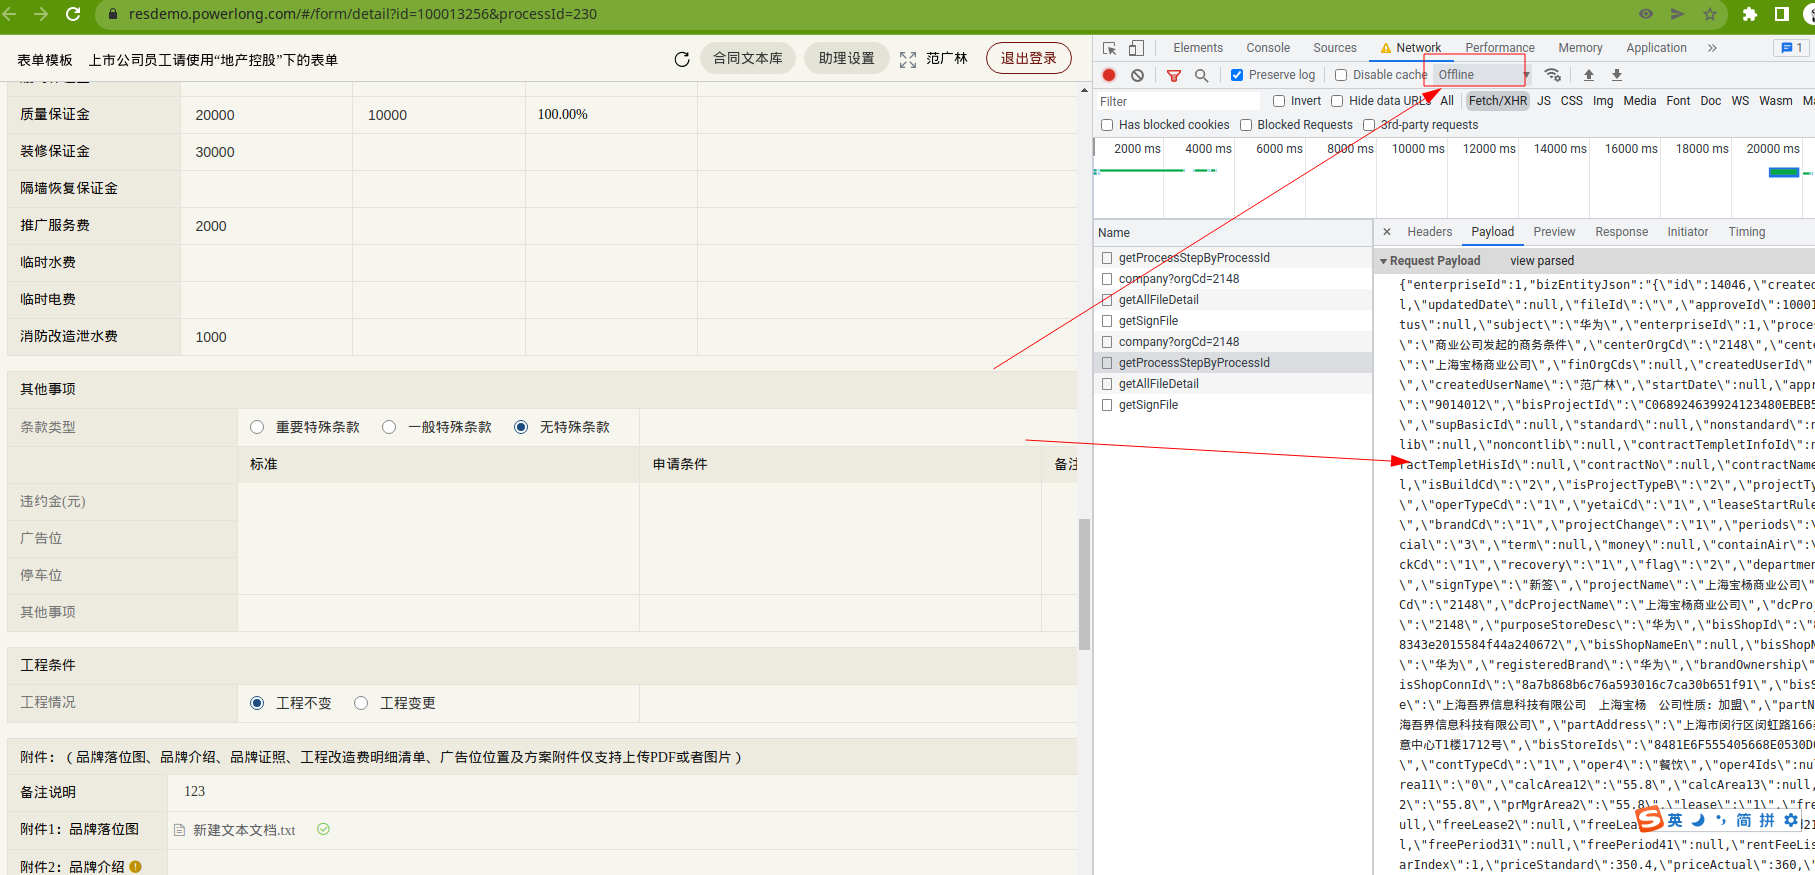 resdemo.powerlong.com/#/form/detail?id=100013256&processId=230
表单模板 上市公司员工请使用“地产控股”下的表单 合同文本库 助理设置 范广林 退出登录
质量保证金 20000 10000 100.00%
装修保证金 30000
隔墙恢复保证金
推广服务费 2000
临时水费
临时电费
消防改造泄水费 1000
其他事项
条款类型 重要特殊条款 一般特殊条款 无特殊条款
标准 申请条件 备注
违约金(元)
广告位
停车位
其他事项
工程条件
工程情况 工程不变 工程变更
附件：（品牌落位图、品牌介绍、品牌证照、工程改造费明细清单、广告位位置及方案附件仅支持上传PDF或者图片）
备注说明 123
附件1：品牌落位图 新建文本文档.txt
附件2：品牌介绍
Elements Console Sources Network Performance Memory Application » 1
Preserve log Disable cache Offline
Filter Invert Hide data URLs All Fetch/XHR JS CSS Img Media Font Doc WS Wasm
Has blocked cookies Blocked Requests 3rd-party requests
2000 ms 4000 ms 6000 ms 8000 ms 10000 ms 12000 ms 14000 ms 16000 ms 18000 ms 20000 ms
Name
getProcessStepByProcessId
company?orgCd=2148
getAllFileDetail
getSignFile
company?orgCd=2148
getProcessStepByProcessId
getAllFileDetail
getSignFile
× Headers Payload Preview Response Initiator Timing
Request Payload view parsed
{"enterpriseId":1,"bizEntityJson":"{\"id\":14046,\"created
l,\"updatedDate\":null,\"fileId\":\"\",\"approveId\":10001
tus\":null,\"subject\":\"华为\",\"enterpriseId\":1,\"proces
\":\"商业公司发起的商务条件\",\"centerOrgCd\":\"2148\",\"cente
\":\"上海宝杨商业公司\",\"finOrgCds\":null,\"createdUserId\"
\",\"createdUserName\":\"范广林\",\"startDate\":null,\"appr
\":\"9014012\",\"bisProjectId\":\"C068924639924123480EBEB5
\",\"supBasicId\":null,\"standard\":null,\"nonstandard\":n
lib\":null,\"noncontlib\":null,\"contractTempletInfoId\":
ractTempletHisId\":null,\"contractNo\":null,\"contractName
l,\"isBuildCd\":\"2\",\"isProjectTypeB\":\"2\",\"projectTy
\",\"operTypeCd\":\"1\",\"yetaiCd\":\"1\",\"leaseStartRule
\",\"brandCd\":\"1\",\"projectChange\":\"1\",\"periods\":\
cial\":\"3\",\"term\":null,\"money\":null,\"containAir\":\
ckCd\":\"1\",\"recovery\":\"1\",\"flag\":\"2\",\"departmen
\",\"signType\":\"新签\",\"projectName\":\"上海宝杨商业公司\"
Cd\":\"2148\",\"dcProjectName\":\"上海宝杨商业公司\",\"dcProj
\":\"2148\",\"purposeStoreDesc\":\"华为\",\"bisShopId\":\"8
8343e2015584f44a240672\",\"bisShopNameEn\":null,\"bisShopN
\":\"华为\",\"registeredBrand\":\"华为\",\"brandOwnership\"
isShopConnId\":\"8a7b868b6c76a593016c7ca30b651f91\",\"bisS
e\":\"上海吾界信息科技有限公司 上海宝杨 公司性质：加盟\",\"partN
海吾界信息科技有限公司\",\"partAddress\":\"上海市闵行区闵虹路166
意中心T1楼1712号\",\"bisStoreIds\":\"8481E6F555405668E0530D
\",\"contTypeCd\":\"1\",\"oper4\":\"餐饮\",\"oper4Ids\":nul
rea11\":\"0\",\"calcArea12\":\"55.8\",\"calcArea13\":null,
2\":\"55.8\",\"prMgrArea2\":\"55.8\",\"lease\":\"1\",\"fre
ull,\"freeLease2\":null,\"freeLea 英 简 拼
l,\"freePeriod31\":null,\"freePeriod41\":null,\"rentFeeLis
arIndex\":1,\"priceStandard\":350.4,\"priceActual\":360,\"